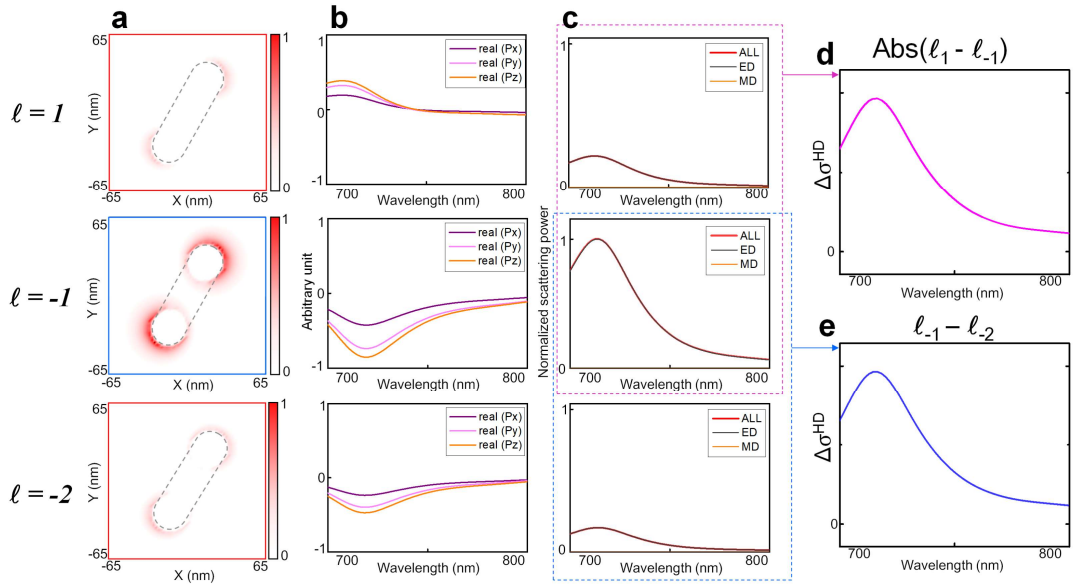 a
b
c
d
e
ℓ = 1
ℓ = -1
ℓ = -2
65
Y (nm)
-65
-65
X (nm)
65
1
0
65
Y (nm)
-65
-65
X (nm)
65
1
0
65
Y (nm)
-65
-65
X (nm)
65
1
0
Arbitrary unit
1
0
-1
real (Px)
real (Py)
real (Pz)
700
Wavelength (nm)
800
1
0
-1
real (Px)
real (Py)
real (Pz)
700
Wavelength (nm)
800
1
0
-1
real (Px)
real (Py)
real (Pz)
700
Wavelength (nm)
800
Normalized scattering power
1
0
ALL
ED
MD
700
Wavelength (nm)
800
1
0
ALL
ED
MD
700
Wavelength (nm)
800
1
0
ALL
ED
MD
700
Wavelength (nm)
800
Abs(ℓ₁ - ℓ₋₁)
Δσᴴᴰ
0
700
Wavelength (nm)
800
ℓ₋₁ – ℓ₋₂
Δσᴴᴰ
0
700
Wavelength (nm)
800